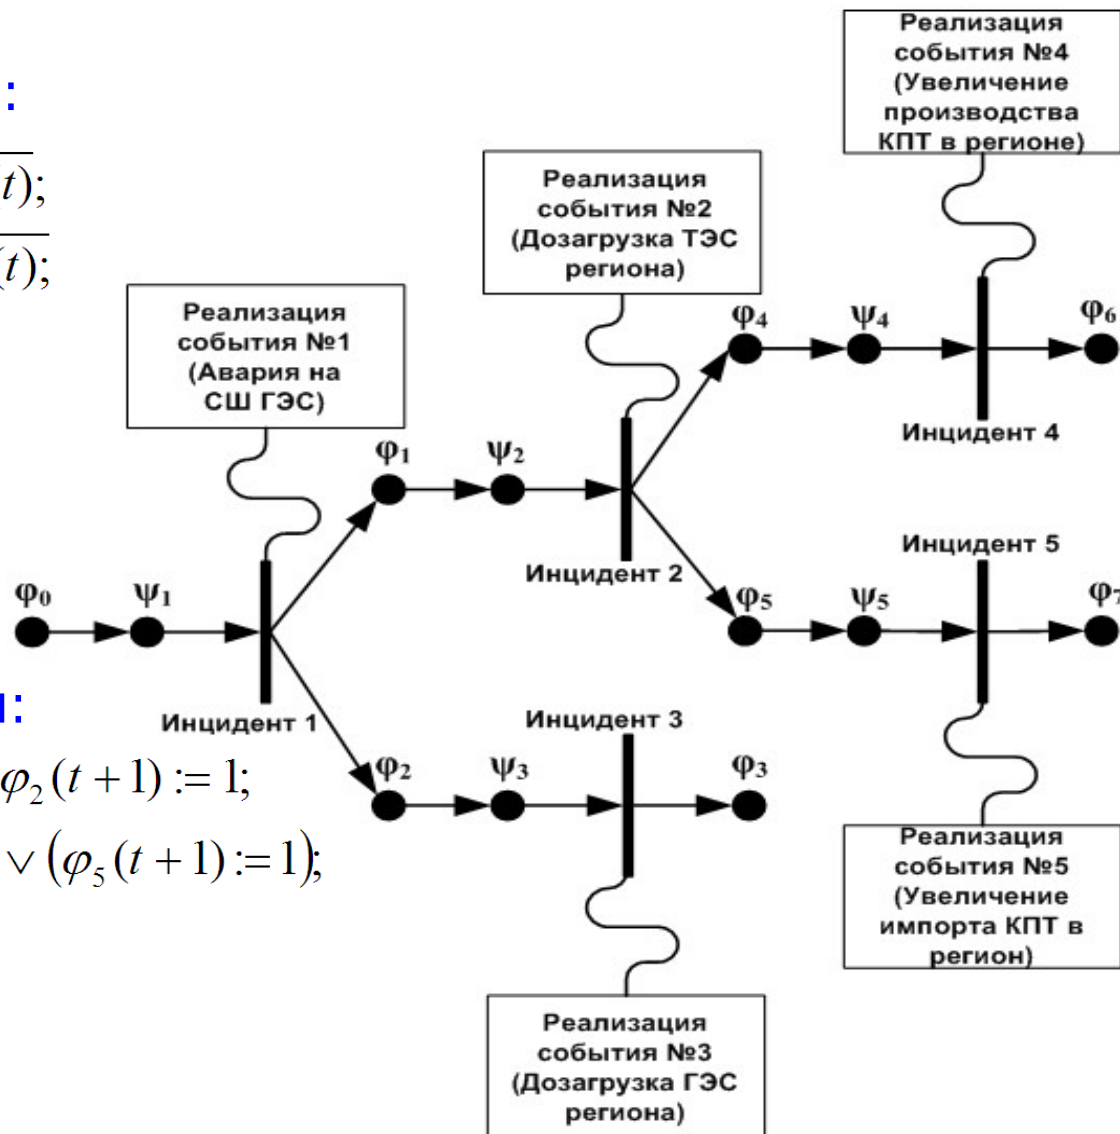 :
(t);
(t);
Реализация
события №1
(Авария на
СШ ГЭС)
Реализация
события №2
(Дозагрузка ТЭС
региона)
Реализация
события №4
(Увеличение
производства
КПТ в регионе)
φ₀
ψ₁
Инцидент 1
φ₁
ψ₂
Инцидент 2
φ₄
ψ₄
Инцидент 4
φ₆
φ₅
ψ₅
Инцидент 5
φ₇
φ₂
ψ₃
Инцидент 3
φ₃
:
φ₂(t + 1) := 1;
∨ (φ₅(t + 1) := 1);
Реализация
события №3
(Дозагрузка ГЭС
региона)
Реализация
события №5
(Увеличение
импорта КПТ в
регион)